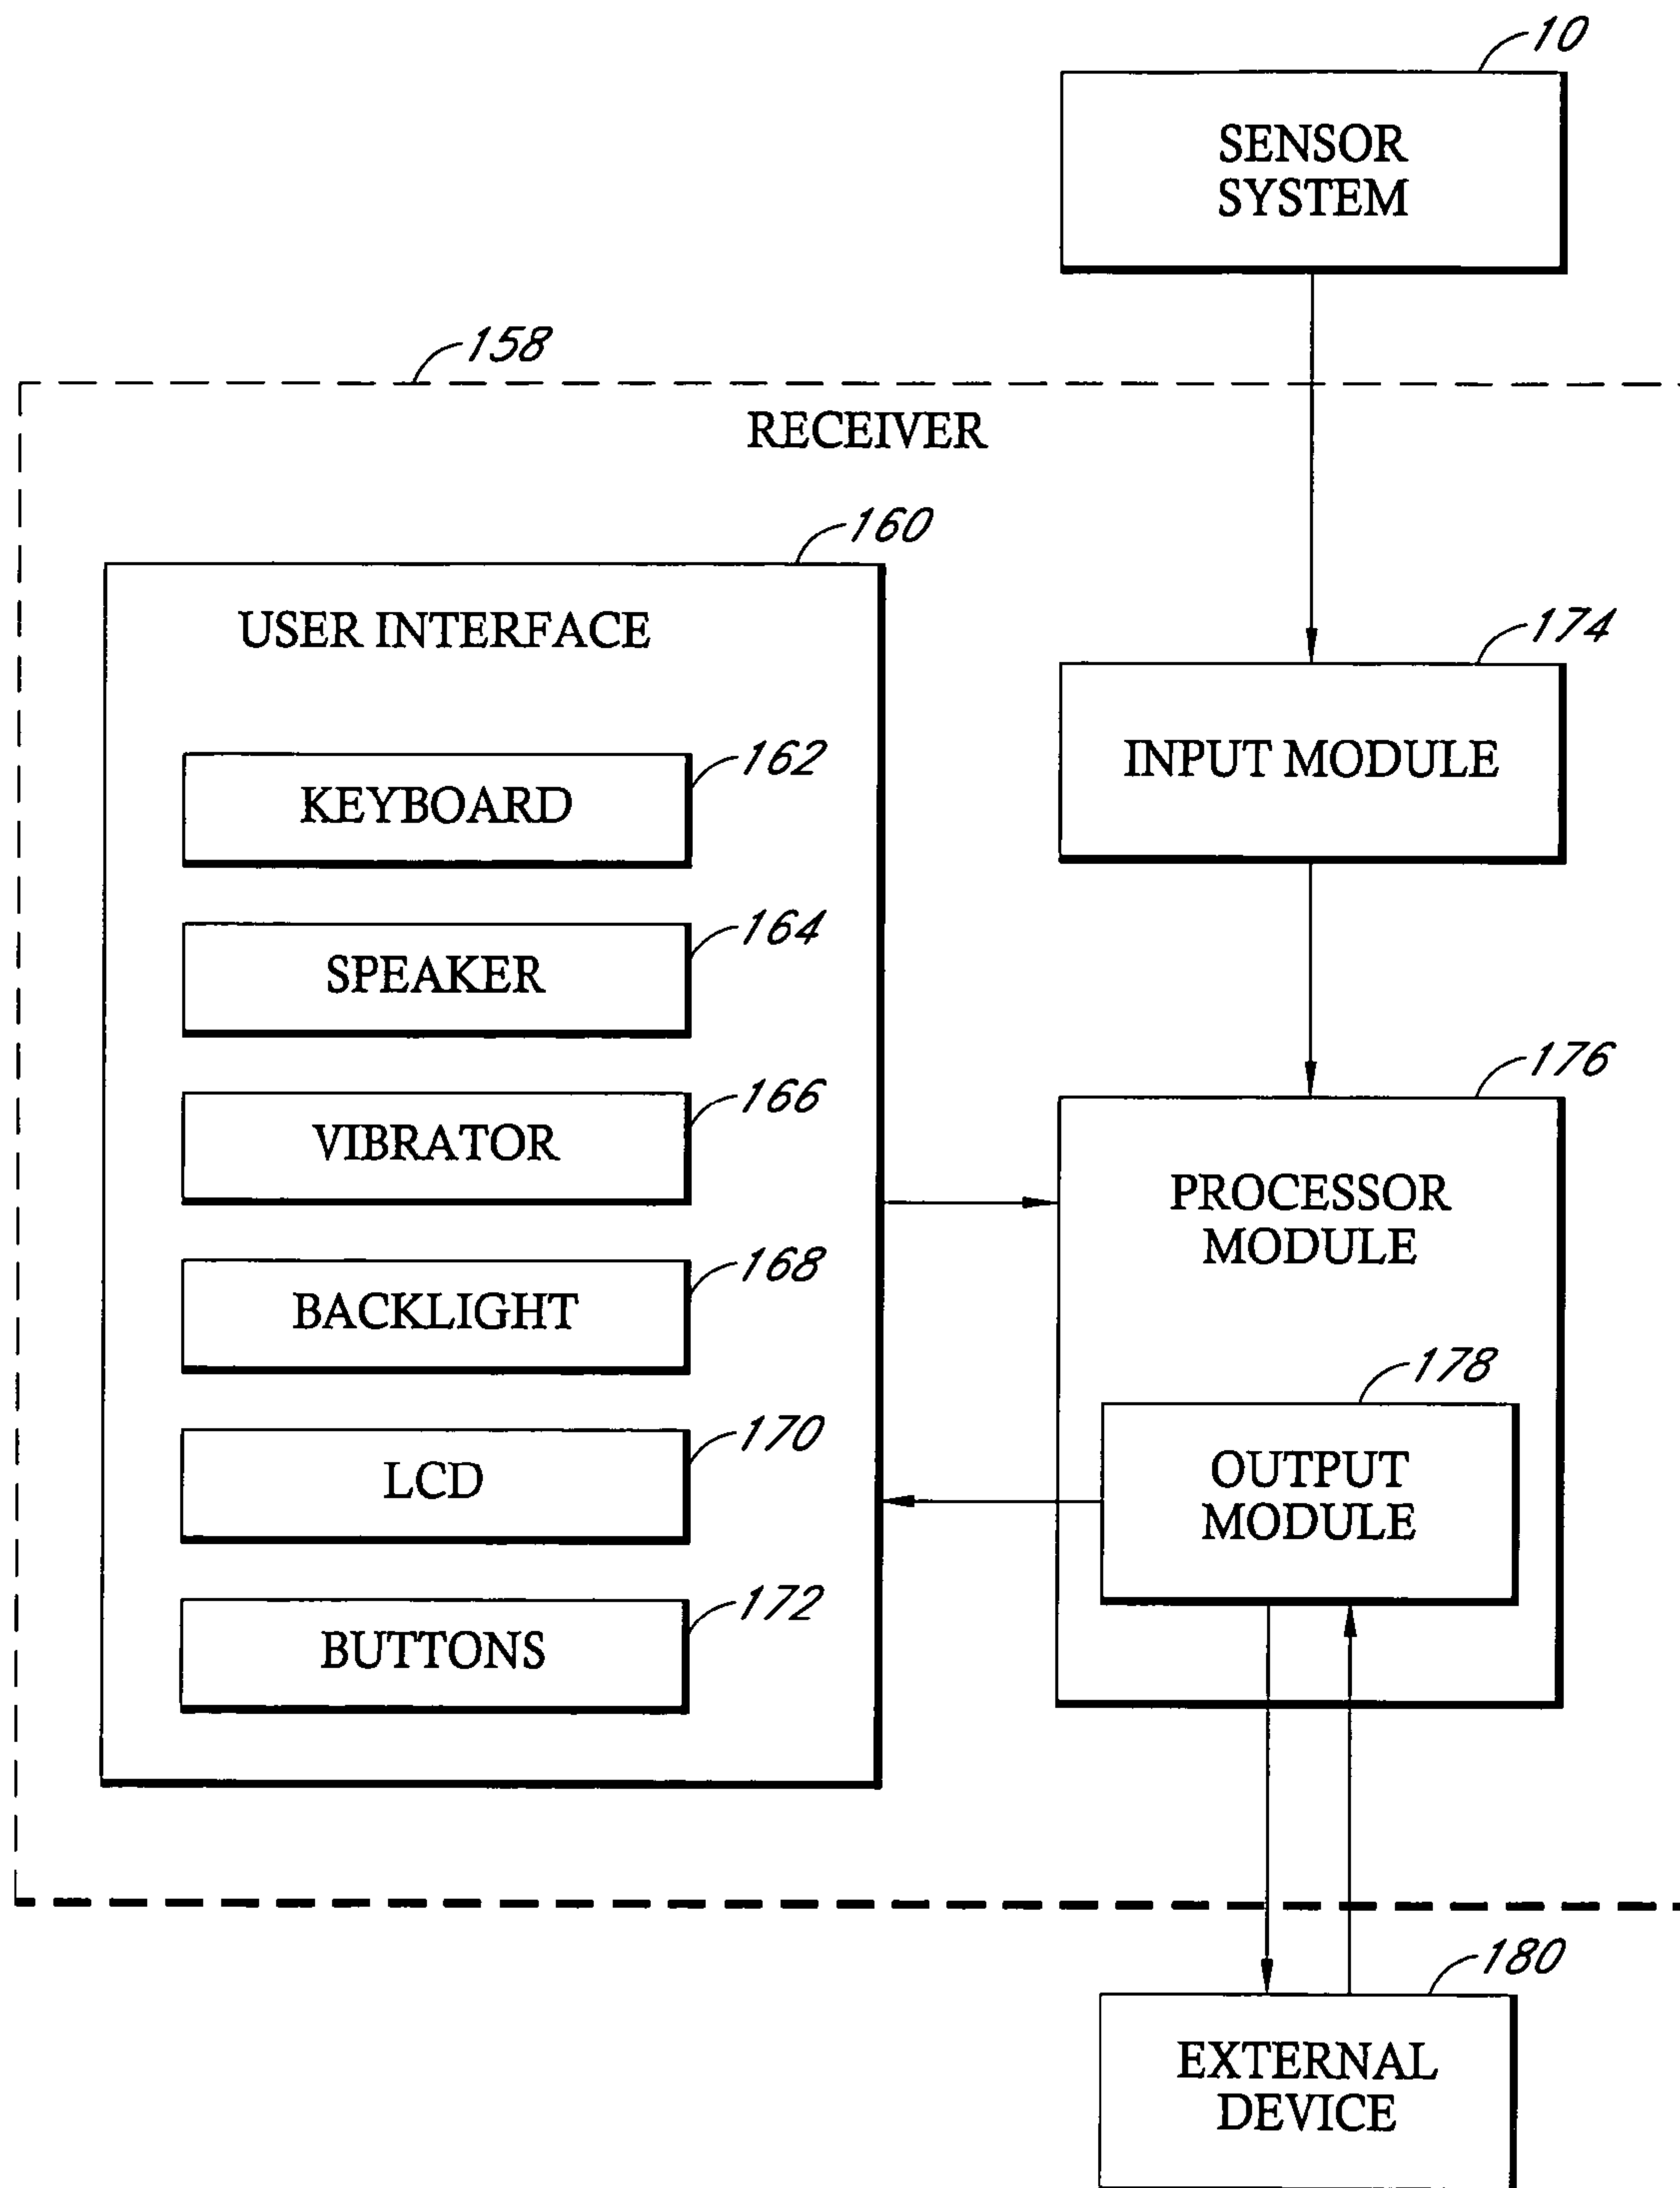 10
SENSOR
SYSTEM
158
RECEIVER
160
USER INTERFACE
174
INPUT MODULE
162
KEYBOARD
164
SPEAKER
166
VIBRATOR
168
BACKLIGHT
170
LCD
172
BUTTONS
176
PROCESSOR
MODULE
178
OUTPUT
MODULE
180
EXTERNAL
DEVICE